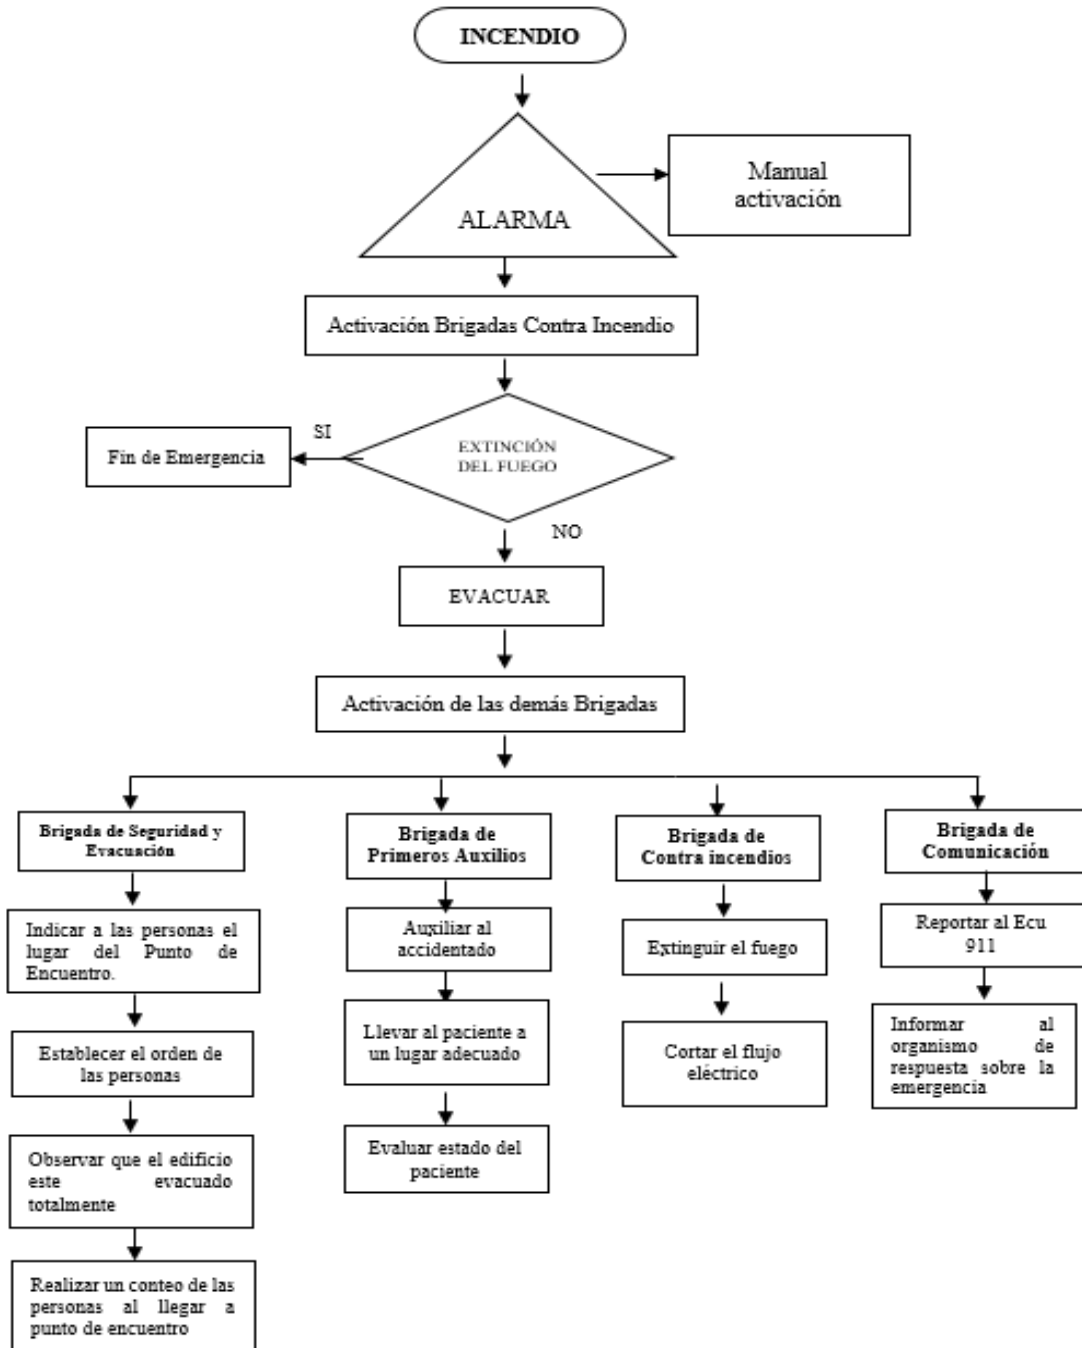 INCENDIO
Manual
activación
ALARMA
Activación Brigadas Contra Incendio
SI
EXTINCIÓN
DEL FUEGO
Fin de Emergencia
NO
EVACUAR
Activación de las demás Brigadas
Brigada de Seguridad y
Evacuación
Indicar a las personas el
lugar del Punto de
Encuentro.
Establecer el orden de
las personas
Observar que el edificio
este evacuado
totalmente
Realizar un conteo de las
personas al llegar a
punto de encuentro
Brigada de
Primeros Auxilios
Auxiliar al
accidentado
Llevar al paciente a
un lugar adecuado
Evaluar estado del
paciente
Brigada de
Contra incendios
Extinguir el fuego
Cortar el flujo
eléctrico
Brigada de
Comunicación
Reportar al Ecu
911
Informar al
organismo de
respuesta sobre la
emergencia